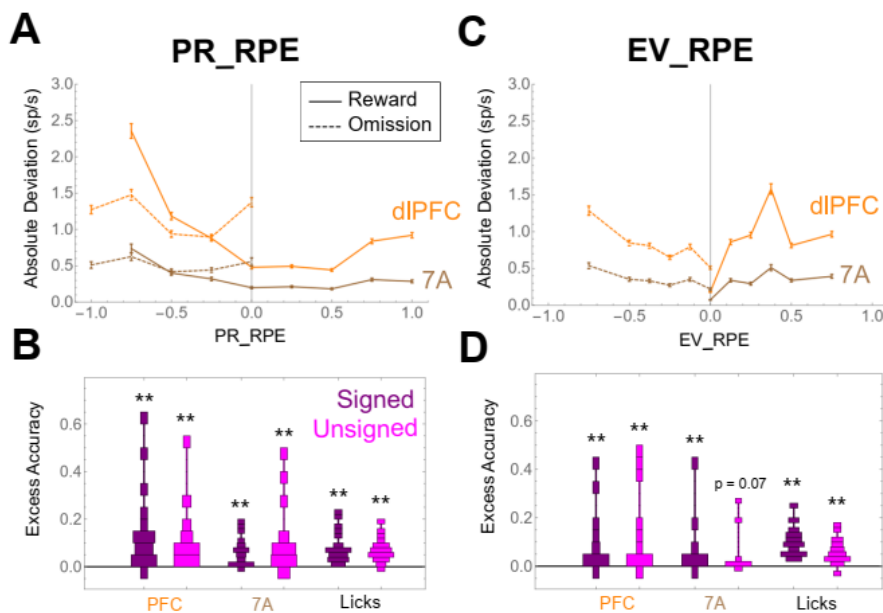 A
PR_RPE
Absolute Deviation (sp/s)
3.0
2.5
2.0
1.5
1.0
0.5
0.0
Reward
Omission
dlPFC
7A
-1.0
-0.5
0.0
0.5
1.0
PR_RPE
C
EV_RPE
Absolute Deviation (sp/s)
3.0
2.5
2.0
1.5
1.0
0.5
0.0
dlPFC
7A
-1.0
-0.5
0.0
0.5
1.0
EV_RPE
B
Excess Accuracy
0.6
0.4
0.2
0.0
Signed
Unsigned
**
**
**
**
**
**
PFC
7A
Licks
D
Excess Accuracy
0.6
0.4
0.2
0.0
**
**
**
p = 0.07
**
**
PFC
7A
Licks